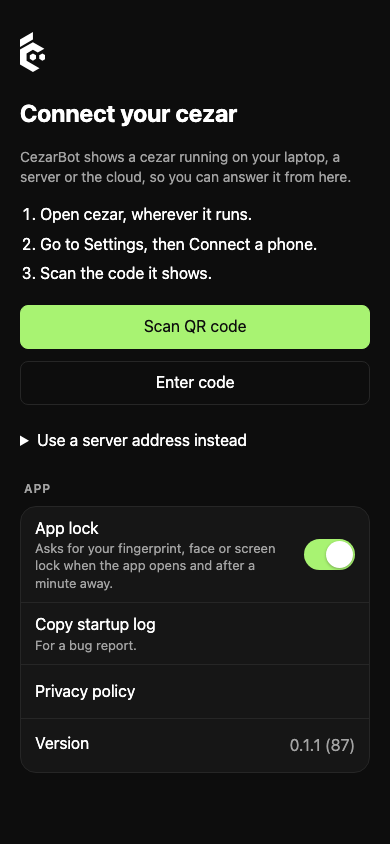 Connect your cezar
CezarBot shows a cezar running on your laptop, a
server or the cloud, so you can answer it from here.
1. Open cezar, wherever it runs.
2. Go to Settings, then Connect a phone.
3. Scan the code it shows.
Scan QR code
Enter code
Use a server address instead
APP
App lock
Asks for your fingerprint, face or screen
lock when the app opens and after a
minute away.
Copy startup log
For a bug report.
Privacy policy
Version
0.1.1 (87)